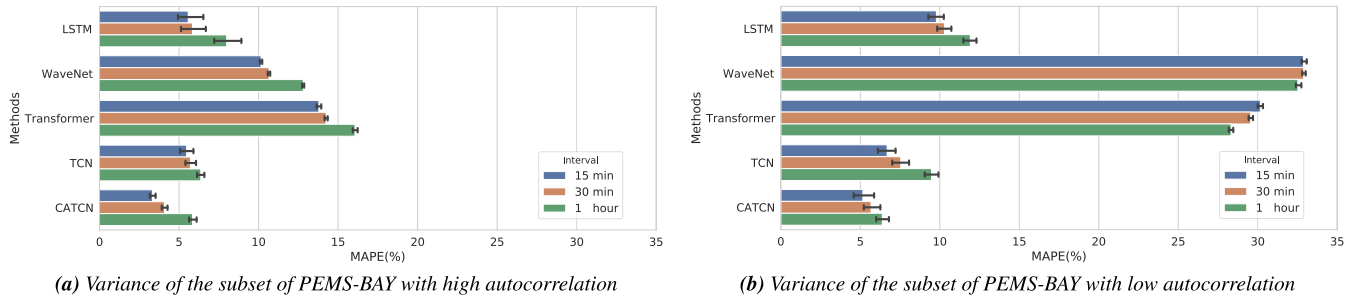 Methods
LSTM
WaveNet
Transformer
TCN
CATCN
Interval
15 min
30 min
1 hour
0 5 10 15 20 25 30 35
MAPE(%)
(a) Variance of the subset of PEMS-BAY with high autocorrelation
Methods
LSTM
WaveNet
Transformer
TCN
CATCN
Interval
15 min
30 min
1 hour
0 5 10 15 20 25 30 35
MAPE(%)
(b) Variance of the subset of PEMS-BAY with low autocorrelation